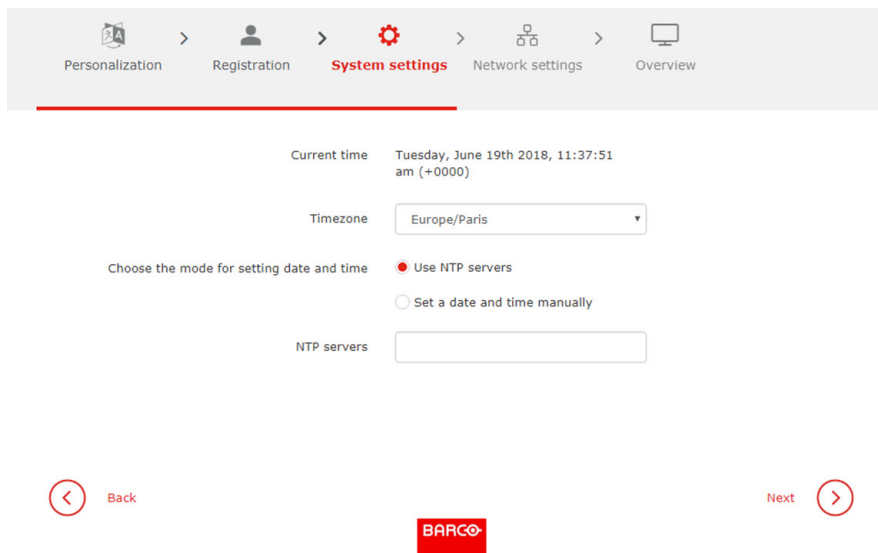 Personalization
Registration
System settings
Network settings
Overview
Current time
Tuesday, June 19th 2018, 11:37:51
am (+0000)
Timezone
Europe/Paris
Choose the mode for setting date and time
Use NTP servers
Set a date and time manually
NTP servers
Back
Next
BARCO